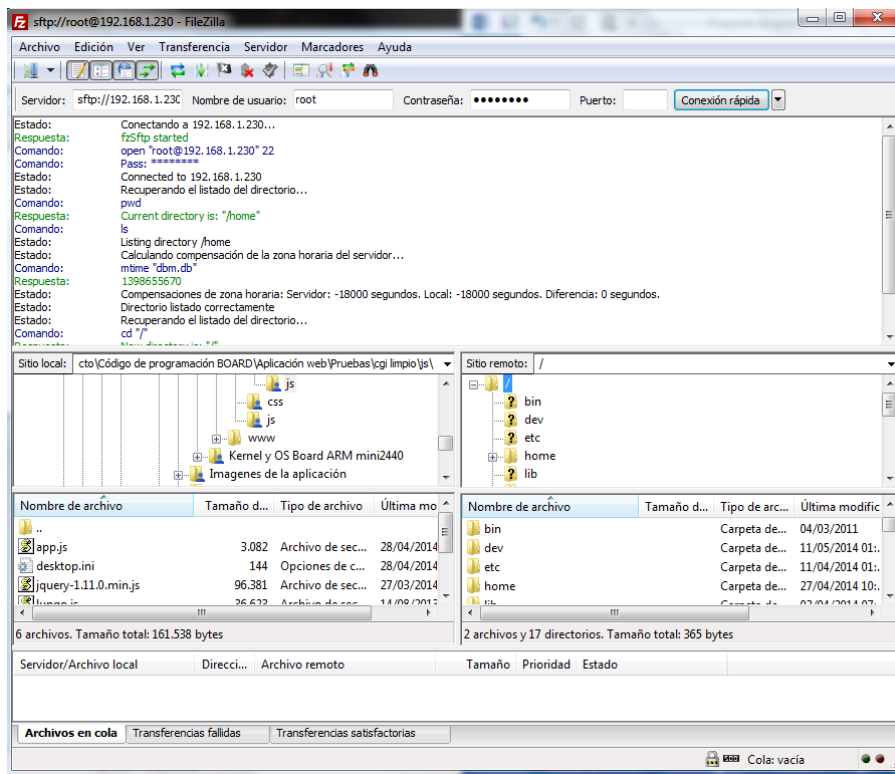 sftp://root@192.168.1.230 - FileZilla
Archivo Edición Ver Transferencia Servidor Marcadores Ayuda
Servidor: sftp://192.168.1.230 Nombre de usuario: root Contraseña: •••••••• Puerto: Conexión rápida
Estado: Conectando a 192.168.1.230...
Respuesta: fzSftp started
Comando: open "root@192.168.1.230" 22
Comando: Pass: ********
Estado: Connected to 192.168.1.230
Estado: Recuperando el listado del directorio...
Comando: pwd
Respuesta: Current directory is: "/home"
Comando: ls
Estado: Listing directory /home
Estado: Calculando compensación de la zona horaria del servidor...
Comando: mtime "dbm.db"
Respuesta: 1398655670
Estado: Compensaciones de zona horaria: Servidor: -18000 segundos. Local: -18000 segundos. Diferencia: 0 segundos.
Estado: Directorio listado correctamente
Estado: Recuperando el listado del directorio...
Comando: cd "/"
Sitio local: cto\Código de programación BOARD\Aplicación web\Pruebas\cgi limpio\js\
js
css
js
www
Kernel y OS Board ARM mini2440
Imagenes de la aplicación
Sitio remoto: /
/
bin
dev
etc
home
lib
Nombre de archivo Tamaño d... Tipo de archivo Última mo
..
app.js 3.082 Archivo de sec... 28/04/2014
desktop.ini 144 Opciones de c... 28/04/2014
jquery-1.11.0.min.js 96.381 Archivo de sec... 27/03/2014
6 archivos. Tamaño total: 161.538 bytes
Nombre de archivo Tamaño d... Tipo de arc... Última modific
bin Carpeta de... 04/03/2011
dev Carpeta de... 11/05/2014 01:.
etc Carpeta de... 11/04/2014 01:.
home Carpeta de... 27/04/2014 10:.
2 archivos y 17 directorios. Tamaño total: 365 bytes
Servidor/Archivo local Direcci... Archivo remoto Tamaño Prioridad Estado
Archivos en cola Transferencias fallidas Transferencias satisfactorias
Cola: vacía